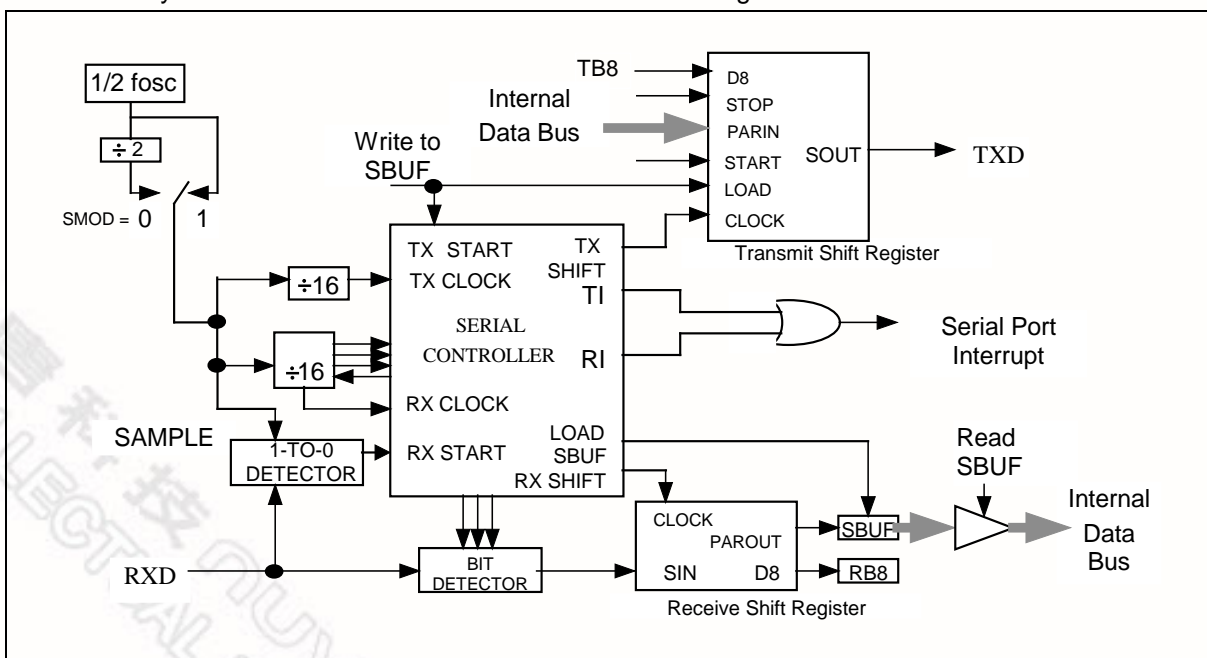 1/2 fosc
÷ 2
SMOD = 0 1
TB8
Internal
Data Bus
Write to
SBUF
D8
STOP
PARIN
START
LOAD
CLOCK
SOUT
TXD
Transmit Shift Register
÷16
÷16
TX START
TX CLOCK
TX
SHIFT
TI
SERIAL
CONTROLLER
RI
RX CLOCK
RX START
LOAD
SBUF
RX SHIFT
Serial Port
Interrupt
SAMPLE
1-TO-0
DETECTOR
RXD
BIT
DETECTOR
CLOCK
PAROUT
SIN D8
Receive Shift Register
SBUF
RB8
Read
SBUF
Internal
Data
Bus